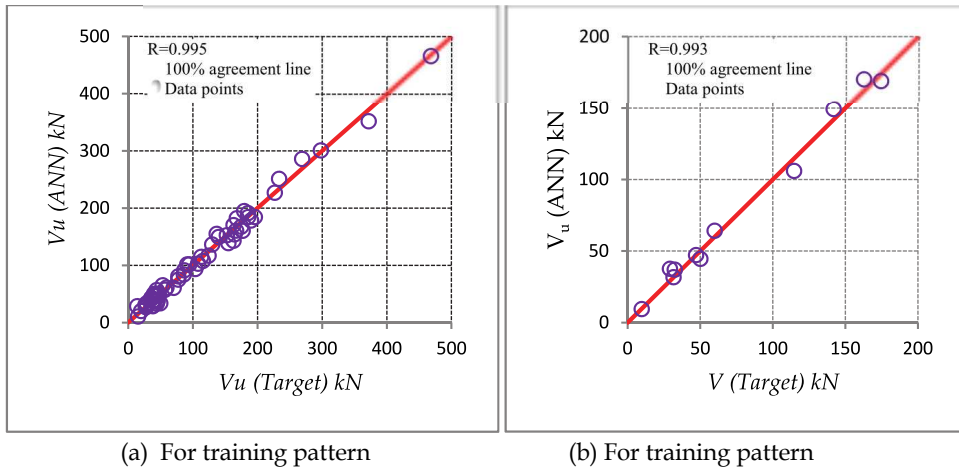 500
400
300
200
100
0
Vu (ANN) kN
R=0.995
100% agreement line
Data points
0 100 200 300 400 500
Vu (Target) kN
200
150
100
50
0
Vu (ANN) kN
R=0.993
100% agreement line
Data points
0 50 100 150 200
V (Target) kN
(a) For training pattern
(b) For training pattern